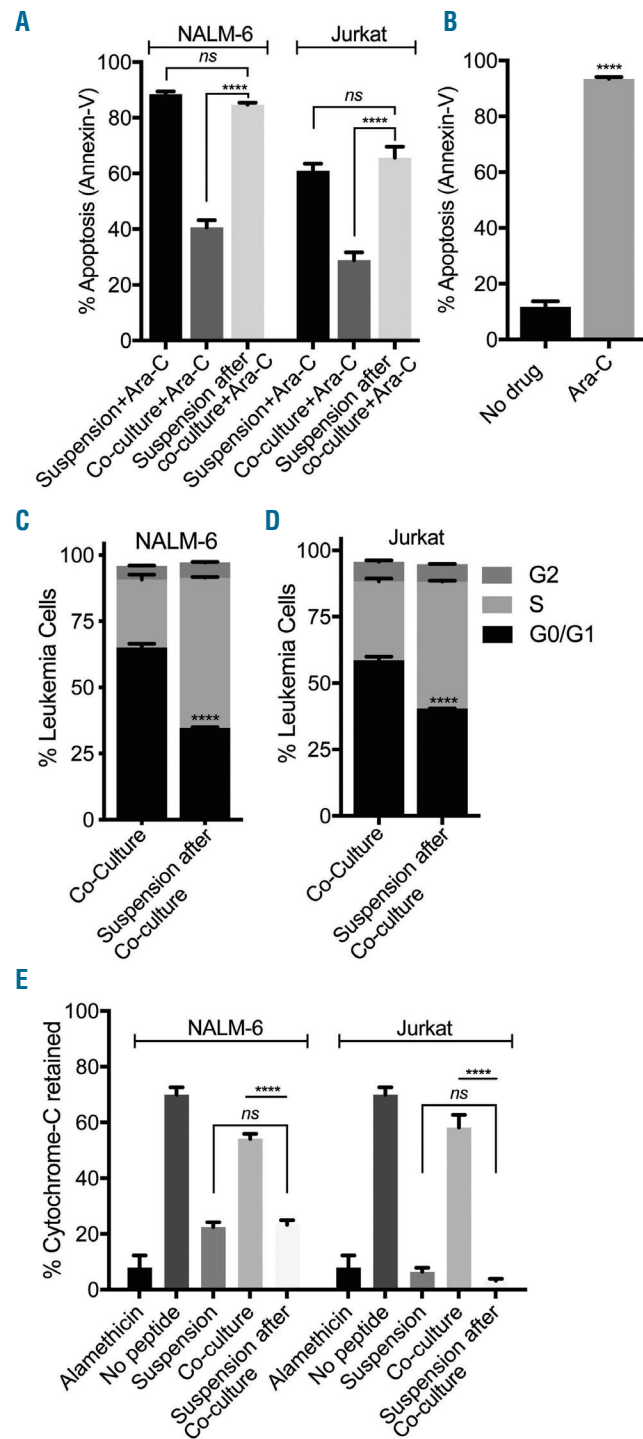 A
NALM-6
Jurkat
ns
****
ns
****
% Apoptosis (Annexin-V)
100
80
60
40
20
0
Suspension+Ara-C
Co-culture+Ara-C
Suspension after
co-culture+Ara-C
Suspension+Ara-C
Co-culture+Ara-C
Suspension after
co-culture+Ara-C
B
****
% Apoptosis (Annexin-V)
100
80
60
40
20
0
No drug
Ara-C
C
NALM-6
% Leukemia Cells
100
75
50
25
0
****
Co-Culture
Suspension after
Co-culture
D
Jurkat
% Leukemia Cells
100
75
50
25
0
****
Co-Culture
Suspension after
Co-culture
G2
S
G0/G1
E
NALM-6
Jurkat
****
ns
****
ns
% Cytochrome-C retained
100
80
60
40
20
0
Alamethicin
No peptide
Suspension
Co-culture
Suspension after
Co-culture
Alamethicin
No peptide
Suspension
Co-culture
Suspension after
Co-culture